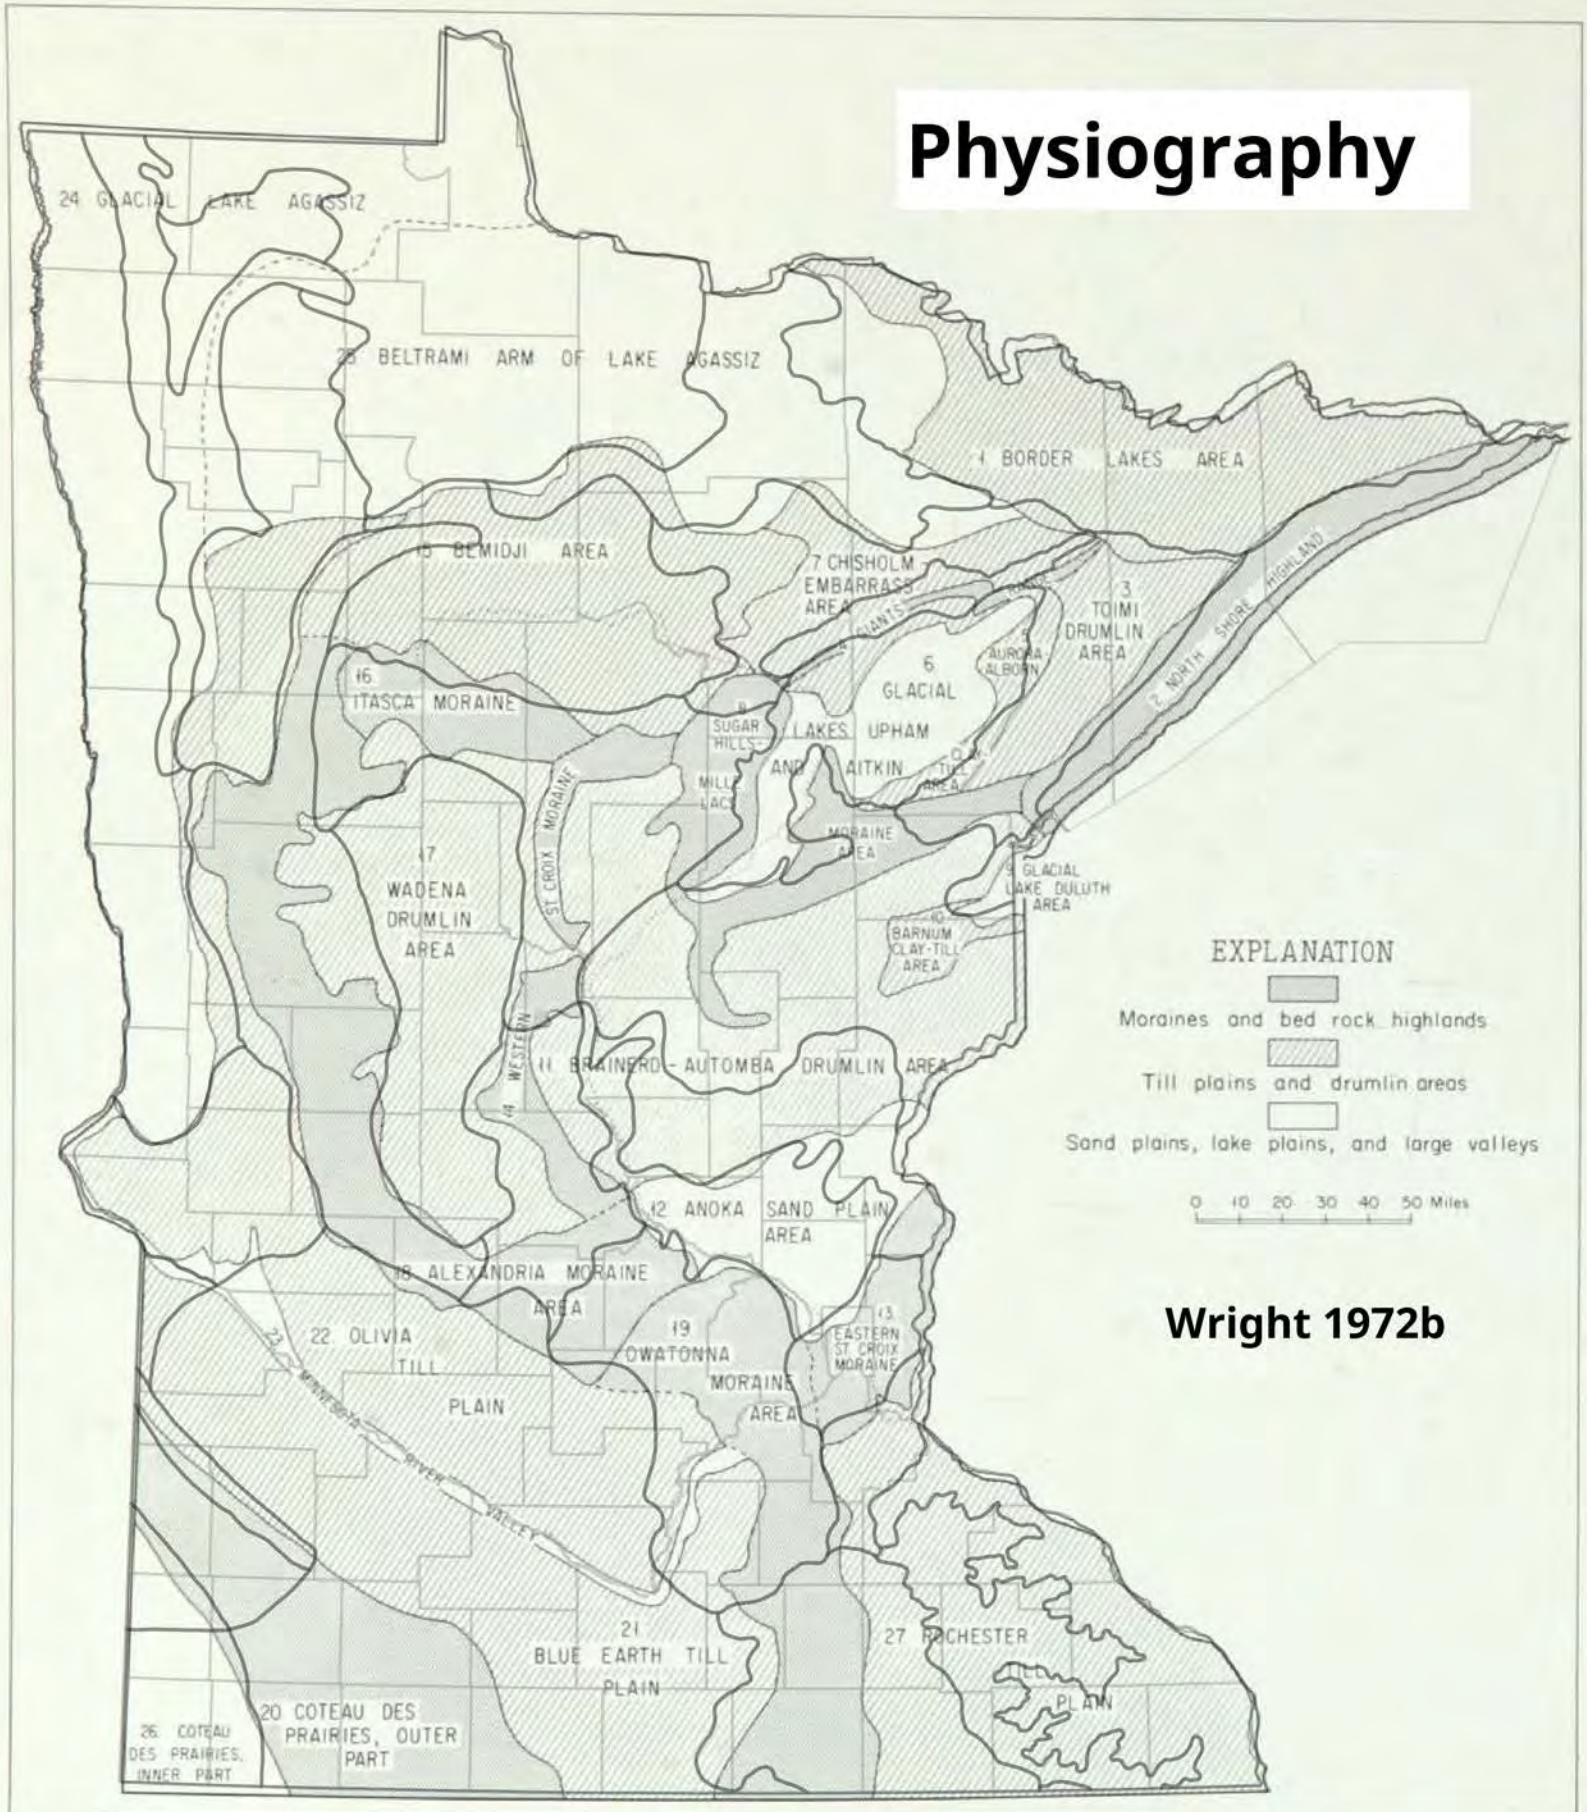 Physiography
24 GLACIAL LAKE AGASSIZ
25 BELTRAMI ARM OF LAKE AGASSIZ
1 BORDER LAKES AREA
15 BEMIDJI AREA
7 CHISHOLM
EMBARRASS
AREA
GIANTS RANGE
3
TOIMI
DRUMLIN
AREA
2 NORTH SHORE HIGHLAND
5
AURORA-
ALBORN
CLAY-
TILL
AREA
6
GLACIAL
LAKES UPHAM
AND AITKIN
16.
ITASCA MORAINE
8
SUGAR
HILLS-
MILLE
LACS
MORAINE
AREA
ST CROIX MORAINE
17
WADENA
DRUMLIN
AREA
9 GLACIAL
LAKE DULUTH
AREA
10
BARNUM
CLAY-TILL
AREA
14 WESTERN
11 BRAINERD - AUTOMBA DRUMLIN AREA
12 ANOKA SAND PLAIN
AREA
18 ALEXANDRIA MORAINE
AREA
13
EASTERN
ST CROIX
MORAINE
19
OWATONNA
MORAINE
AREA
22. OLIVIA
TILL
PLAIN
23 MINNESOTA RIVER VALLEY
21
BLUE EARTH TILL
PLAIN
27 ROCHESTER
TILL
PLAIN
20 COTEAU DES
PRAIRIES, OUTER
PART
26. COTEAU
DES PRAIRIES,
INNER PART
EXPLANATION
Moraines and bed rock highlands
Till plains and drumlin areas
Sand plains, lake plains, and large valleys
0 10 20 30 40 50 Miles
Wright 1972b